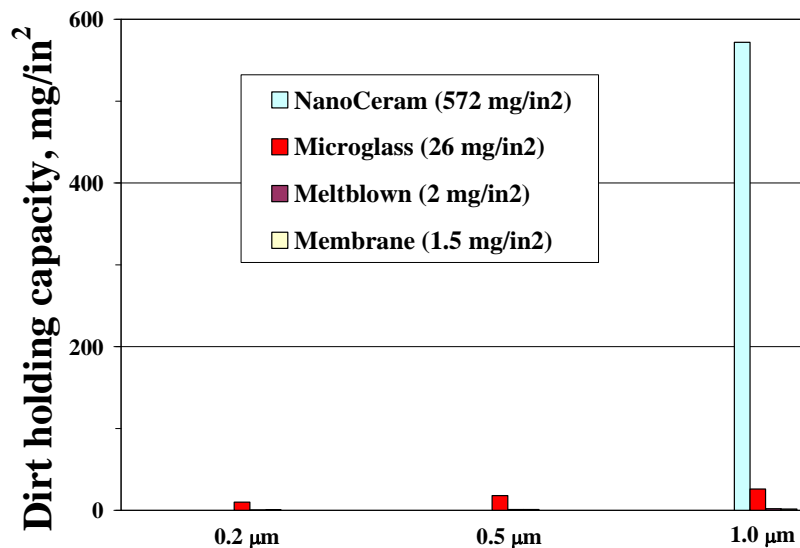 Dirt holding capacity, mg/in²
600
400
200
0
NanoCeram (572 mg/in2)
Microglass (26 mg/in2)
Meltblown (2 mg/in2)
Membrane (1.5 mg/in2)
0.2 μm
0.5 μm
1.0 μm